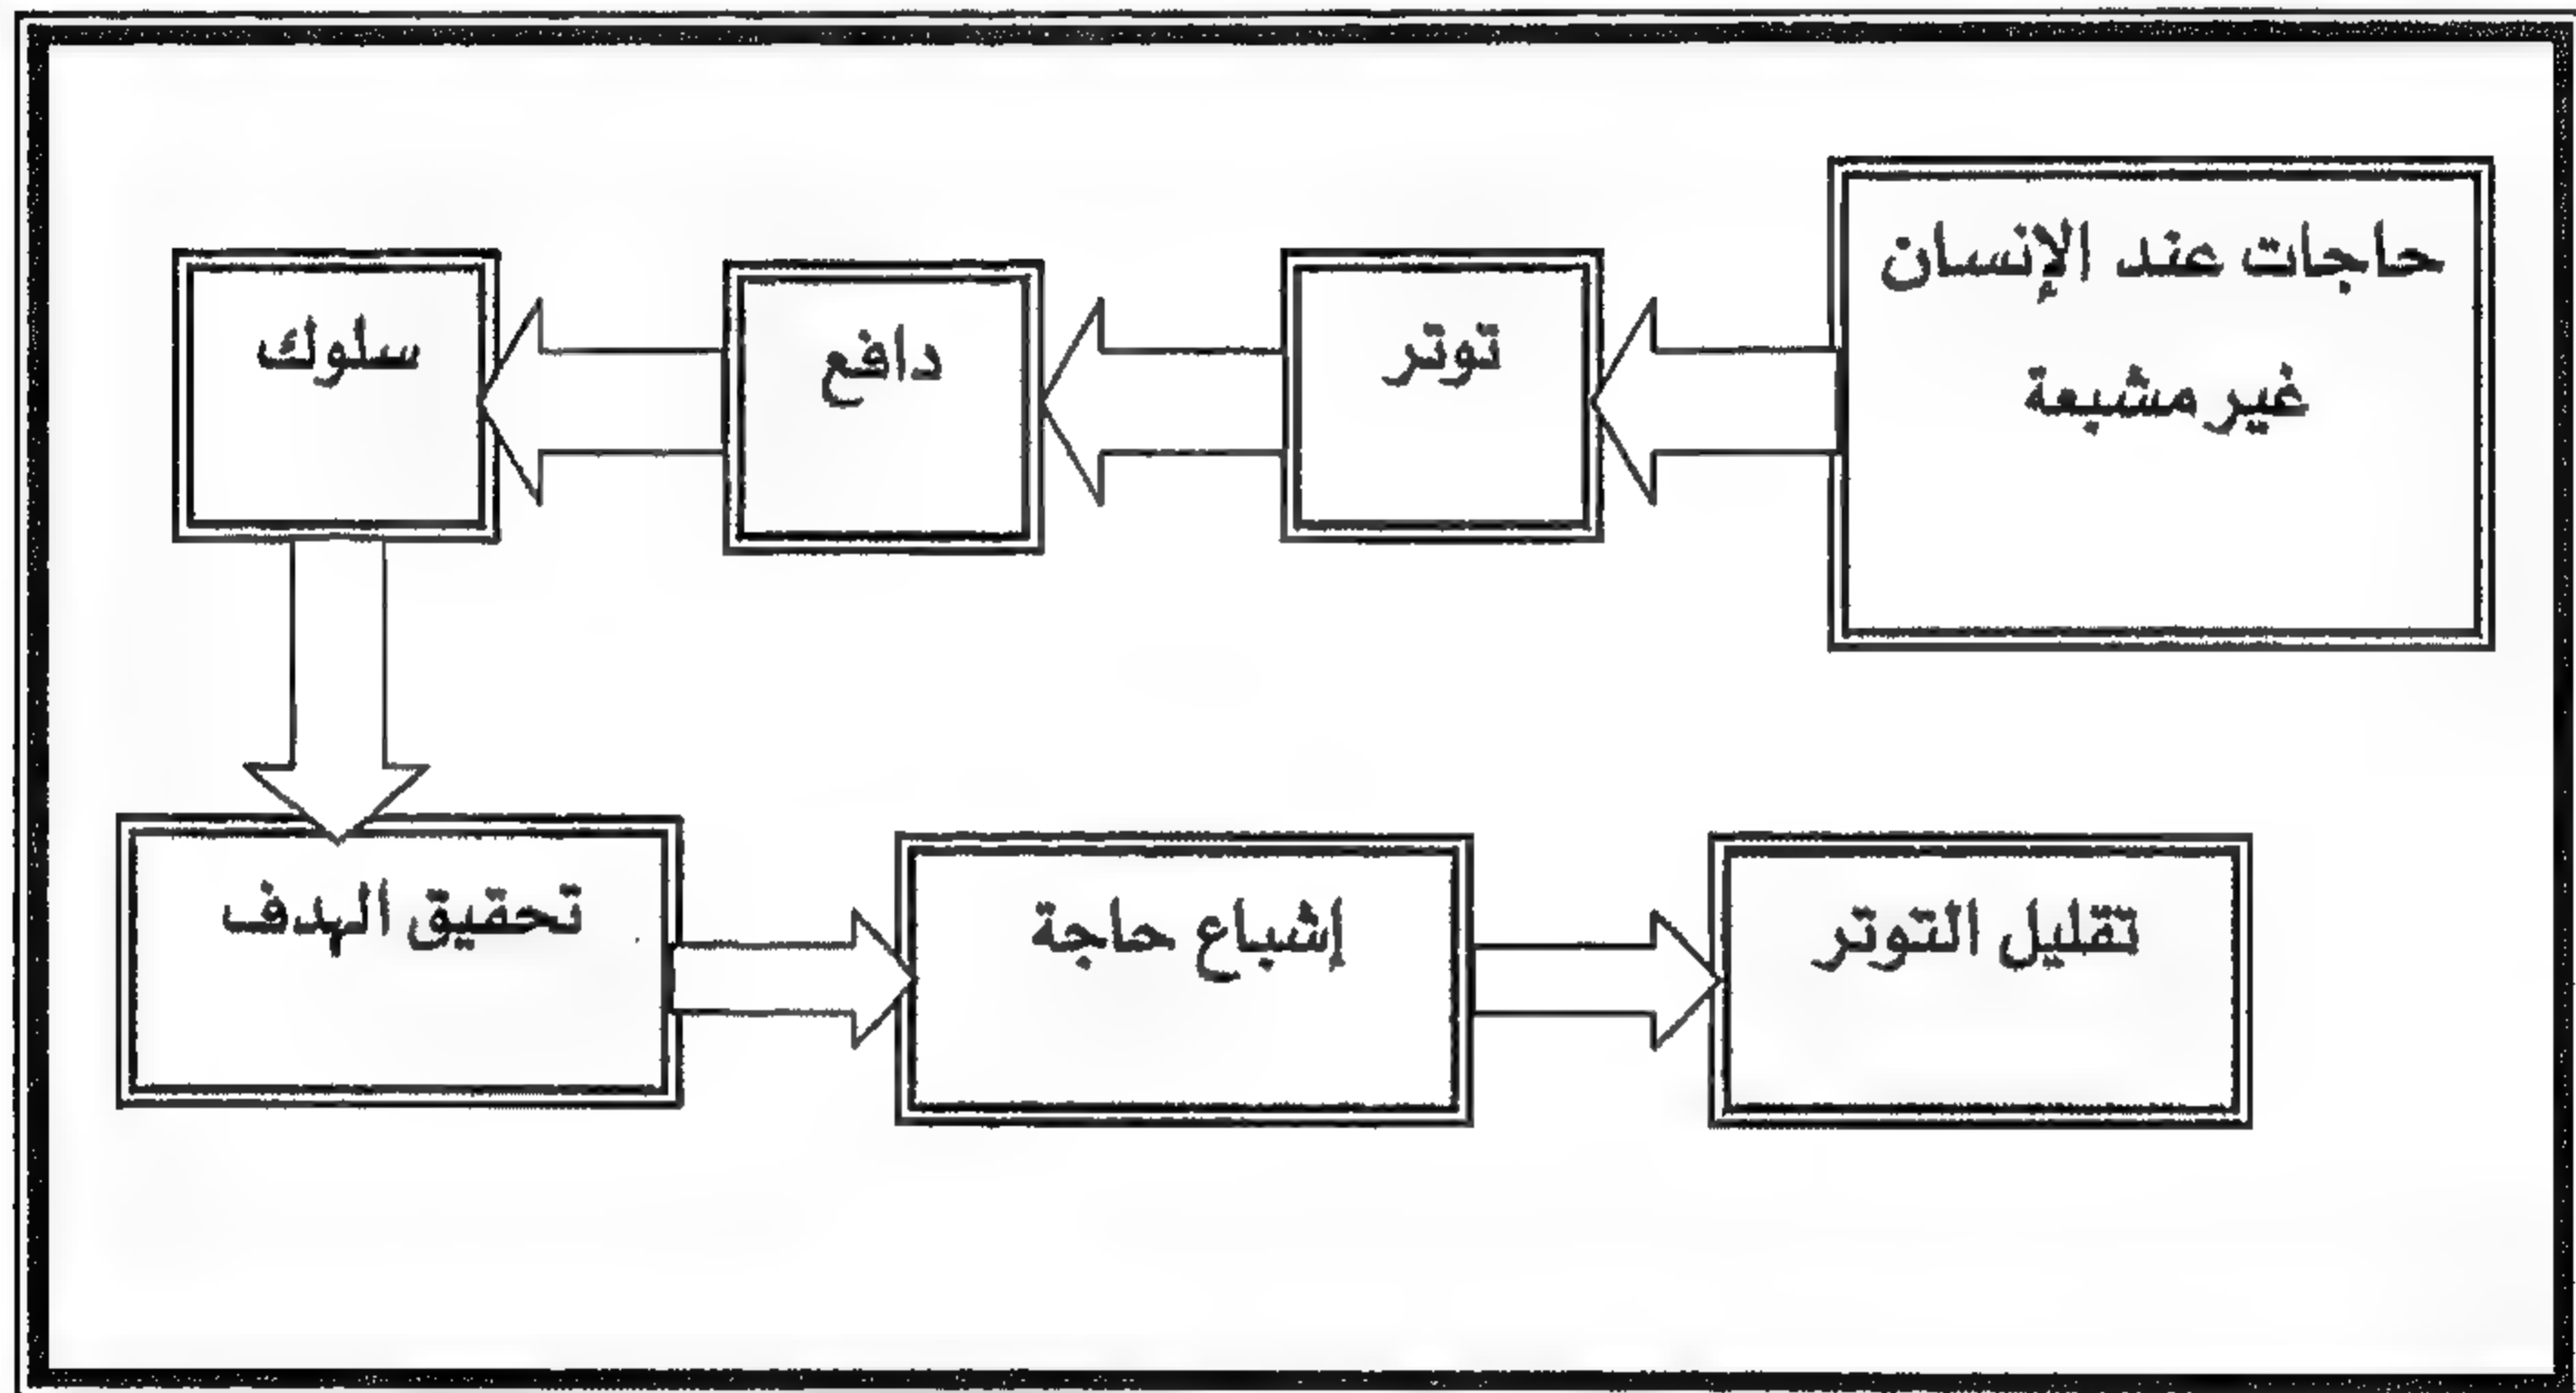 حاجات عند الإنسان
غير مشبعة
توتر
دافع
سلوك
تحقيق الهدف
إشباع حاجة
تقليل التوتر